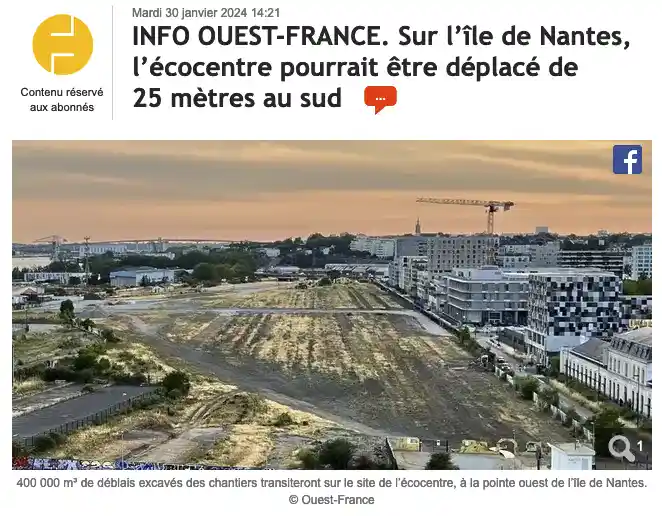 Mardi 30 janvier 2024 14:21
INFO OUEST-FRANCE. Sur l’île de Nantes,
l’écocentre pourrait être déplacé de
25 mètres au sud
Contenu réservé
aux abonnés
1
400 000 m³ de déblais excavés des chantiers transiteront sur le site de l’écocentre, à la pointe ouest de l’île de Nantes.
© Ouest-France